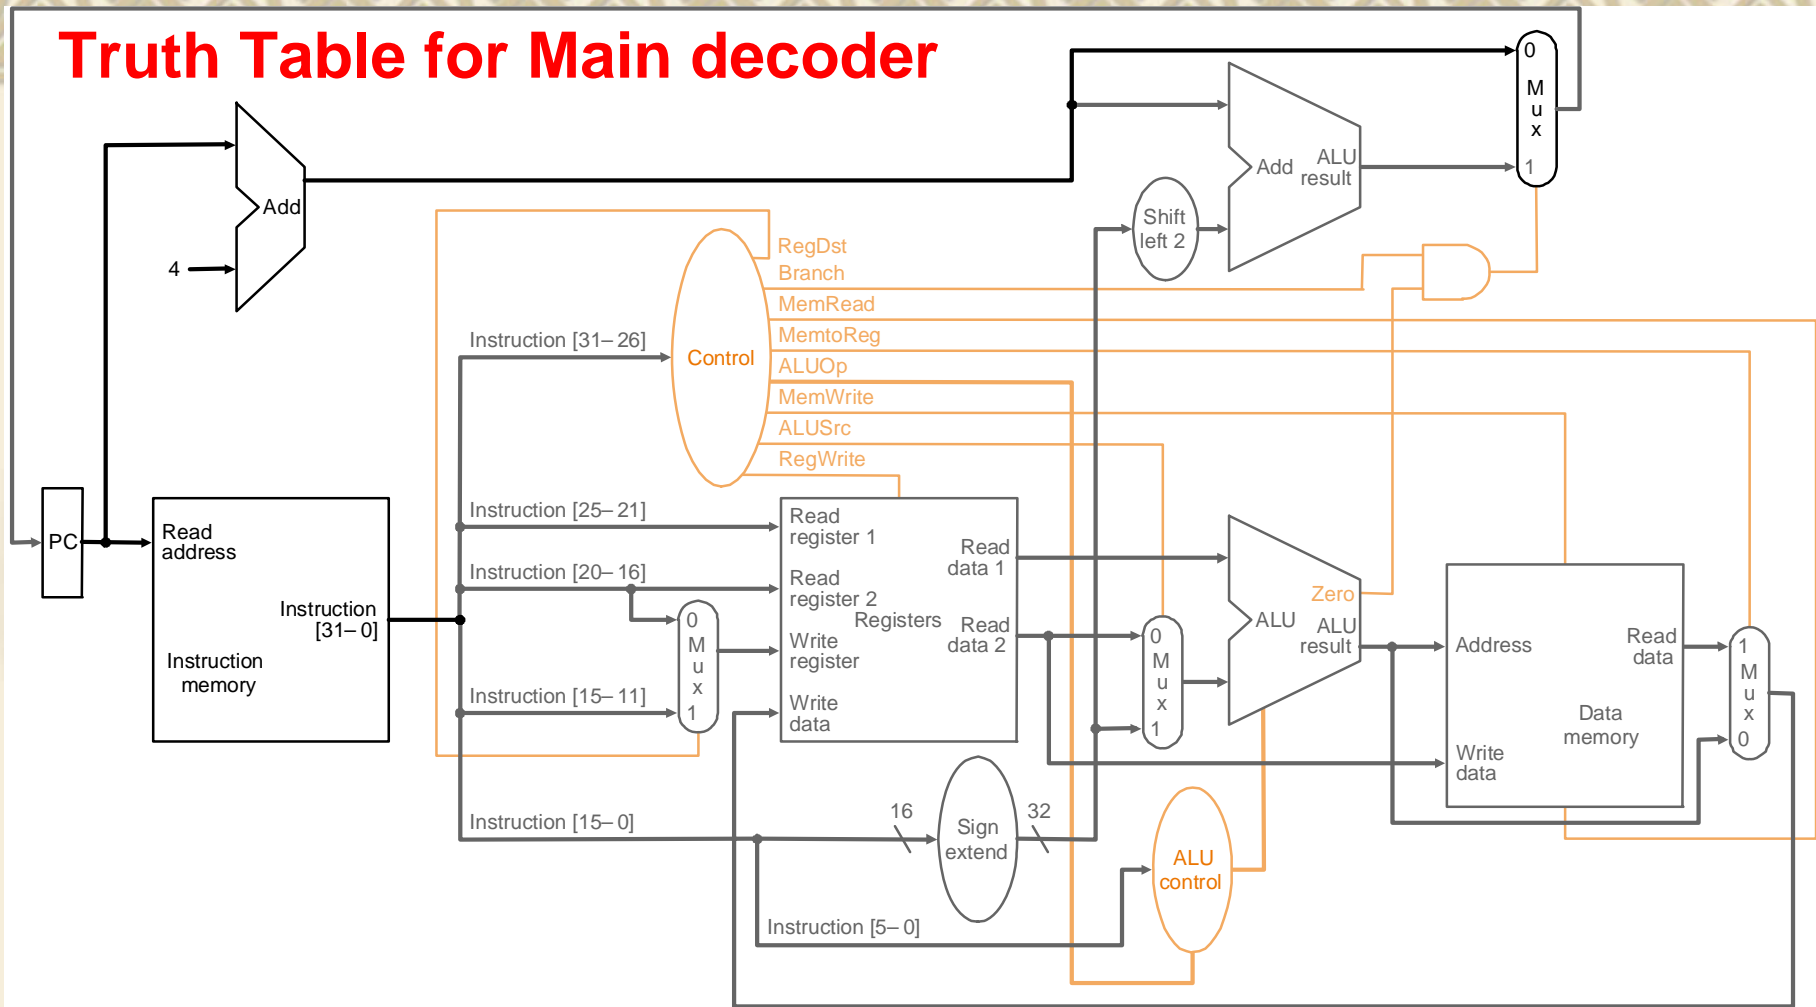 Truth Table for Main decoder
0
M
u
x
1
Add
ALU
result
Shift
left 2
Add
4
RegDst
Branch
MemRead
MemtoReg
ALUOp
MemWrite
ALUSrc
RegWrite
Control
Instruction [31–26]
Instruction [25–21]
Instruction [20–16]
Instruction [15–11]
Instruction [15–0]
Instruction [5–0]
PC
Read
address
Instruction
[31–0]
Instruction
memory
0
M
u
x
1
Read
register 1
Read
register 2
Write
register
Write
data
Registers
Read
data 1
Read
data 2
0
M
u
x
1
Zero
ALU
ALU
result
Address
Read
data
Data
memory
Write
data
1
M
u
x
0
16
Sign
extend
32
ALU
control